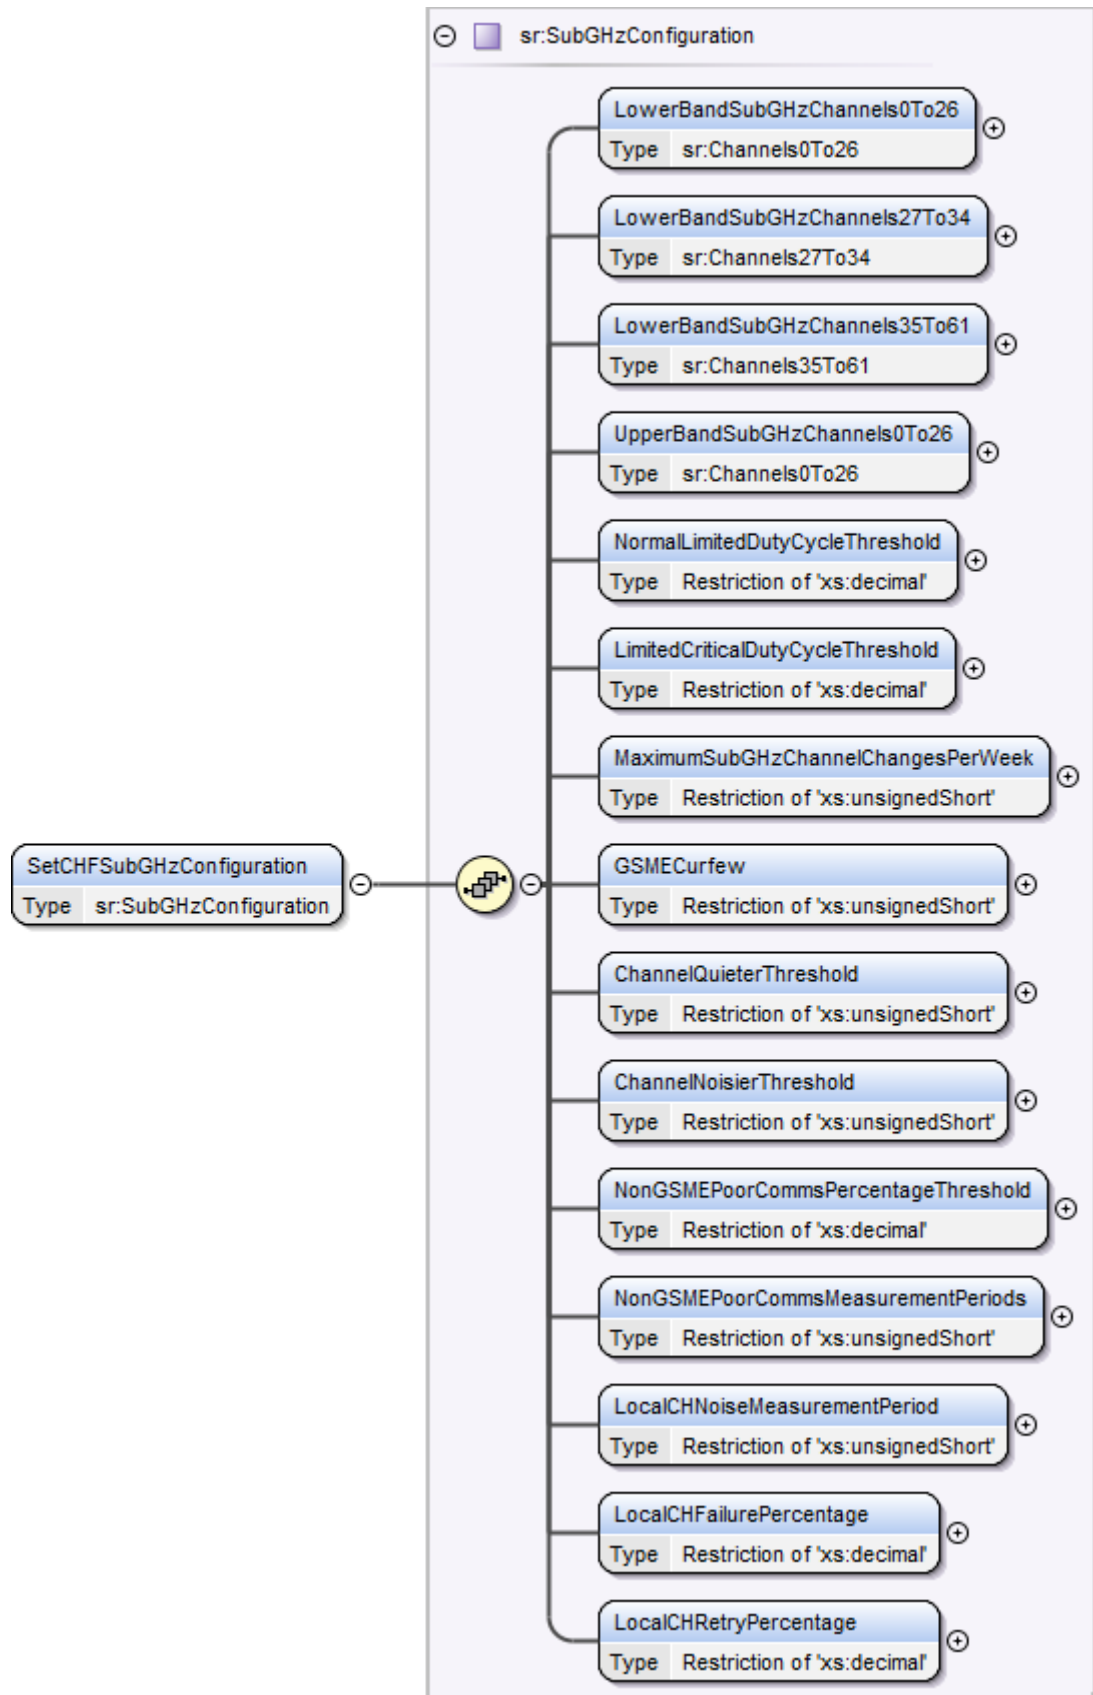 sr:SubGHzConfiguration
LowerBandSubGHzChannels0To26
Type sr:Channels0To26
LowerBandSubGHzChannels27To34
Type sr:Channels27To34
LowerBandSubGHzChannels35To61
Type sr:Channels35To61
UpperBandSubGHzChannels0To26
Type sr:Channels0To26
NormalLimitedDutyCycleThreshold
Type Restriction of 'xs:decimal'
LimitedCriticalDutyCycleThreshold
Type Restriction of 'xs:decimal'
MaximumSubGHzChannelChangesPerWeek
Type Restriction of 'xs:unsignedShort'
SetCHFSubGHzConfiguration
Type sr:SubGHzConfiguration
GSMECurfew
Type Restriction of 'xs:unsignedShort'
ChannelQuieterThreshold
Type Restriction of 'xs:unsignedShort'
ChannelNoisierThreshold
Type Restriction of 'xs:unsignedShort'
NonGSMEPoorCommsPercentageThreshold
Type Restriction of 'xs:decimal'
NonGSMEPoorCommsMeasurementPeriods
Type Restriction of 'xs:unsignedShort'
LocalCHNoiseMeasurementPeriod
Type Restriction of 'xs:unsignedShort'
LocalCHFailurePercentage
Type Restriction of 'xs:decimal'
LocalCHRetryPercentage
Type Restriction of 'xs:decimal'